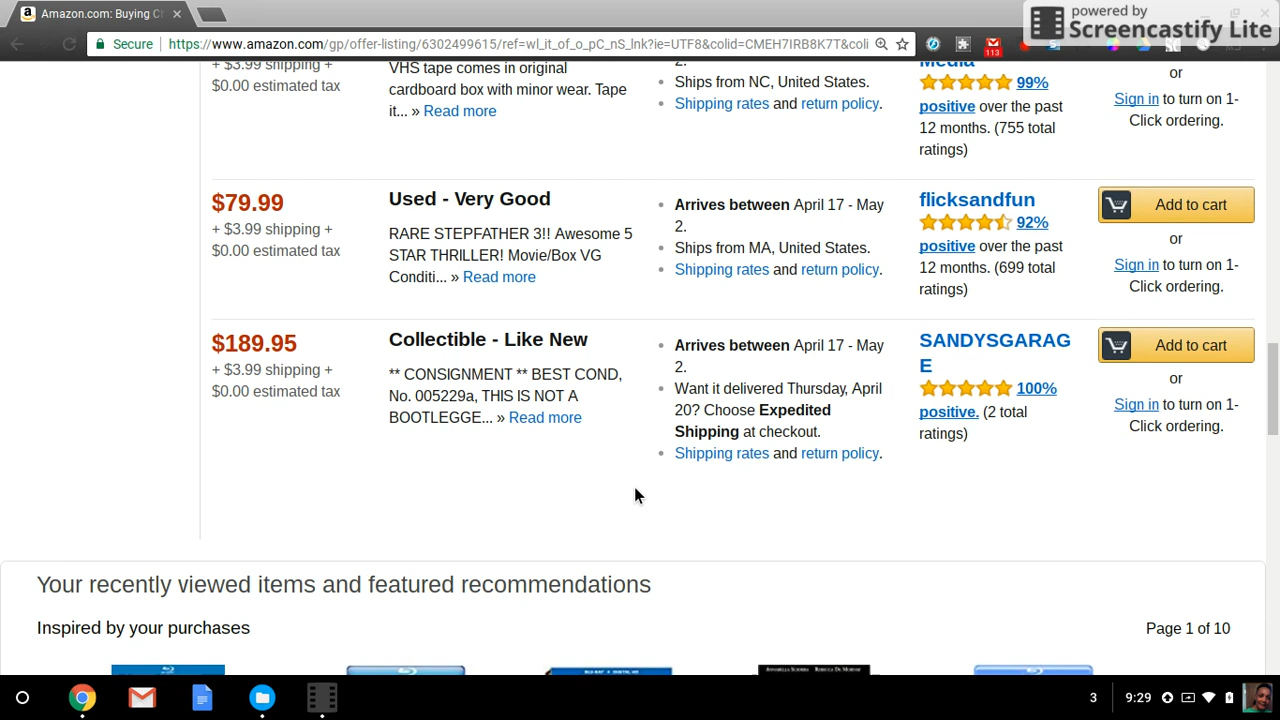 Amazon.com: Buying C
powered by
Screencastify Lite
Secure
https://www.amazon.com/gp/offer-listing/6302496615/ref=wl_it_of_o_pC_nS_lnk?ie=UTF8&colid=CMEH7IRB8K7T&coli
113
+ $3.99 shipping +
$0.00 estimated tax
VHS tape comes in original
cardboard box with minor wear. Tape
it... » Read more
2.
Ships from NC, United States.
Shipping rates and return policy.
Media
99%
positive over the past
12 months. (755 total
ratings)
or
Sign in to turn on 1-
Click ordering.
$79.99
+ $3.99 shipping +
$0.00 estimated tax
Used - Very Good
RARE STEPFATHER 3!! Awesome 5
STAR THRILLER! Movie/Box VG
Conditi... » Read more
Arrives between April 17 - May
2.
Ships from MA, United States.
Shipping rates and return policy.
flicksandfun
92%
positive over the past
12 months. (699 total
ratings)
Add to cart
or
Sign in to turn on 1-
Click ordering.
$189.95
+ $3.99 shipping +
$0.00 estimated tax
Collectible - Like New
** CONSIGNMENT ** BEST COND,
No. 005229a, THIS IS NOT A
BOOTLEGGE... » Read more
Arrives between April 17 - May
2.
Want it delivered Thursday, April
20? Choose Expedited
Shipping at checkout.
Shipping rates and return policy.
SANDYSGARAG
E
100%
positive. (2 total
ratings)
Add to cart
or
Sign in to turn on 1-
Click ordering.
Your recently viewed items and featured recommendations
Inspired by your purchases
Page 1 of 10
ANNABELLA SCIORRA REBECCA DE MORNAY
3
9:29